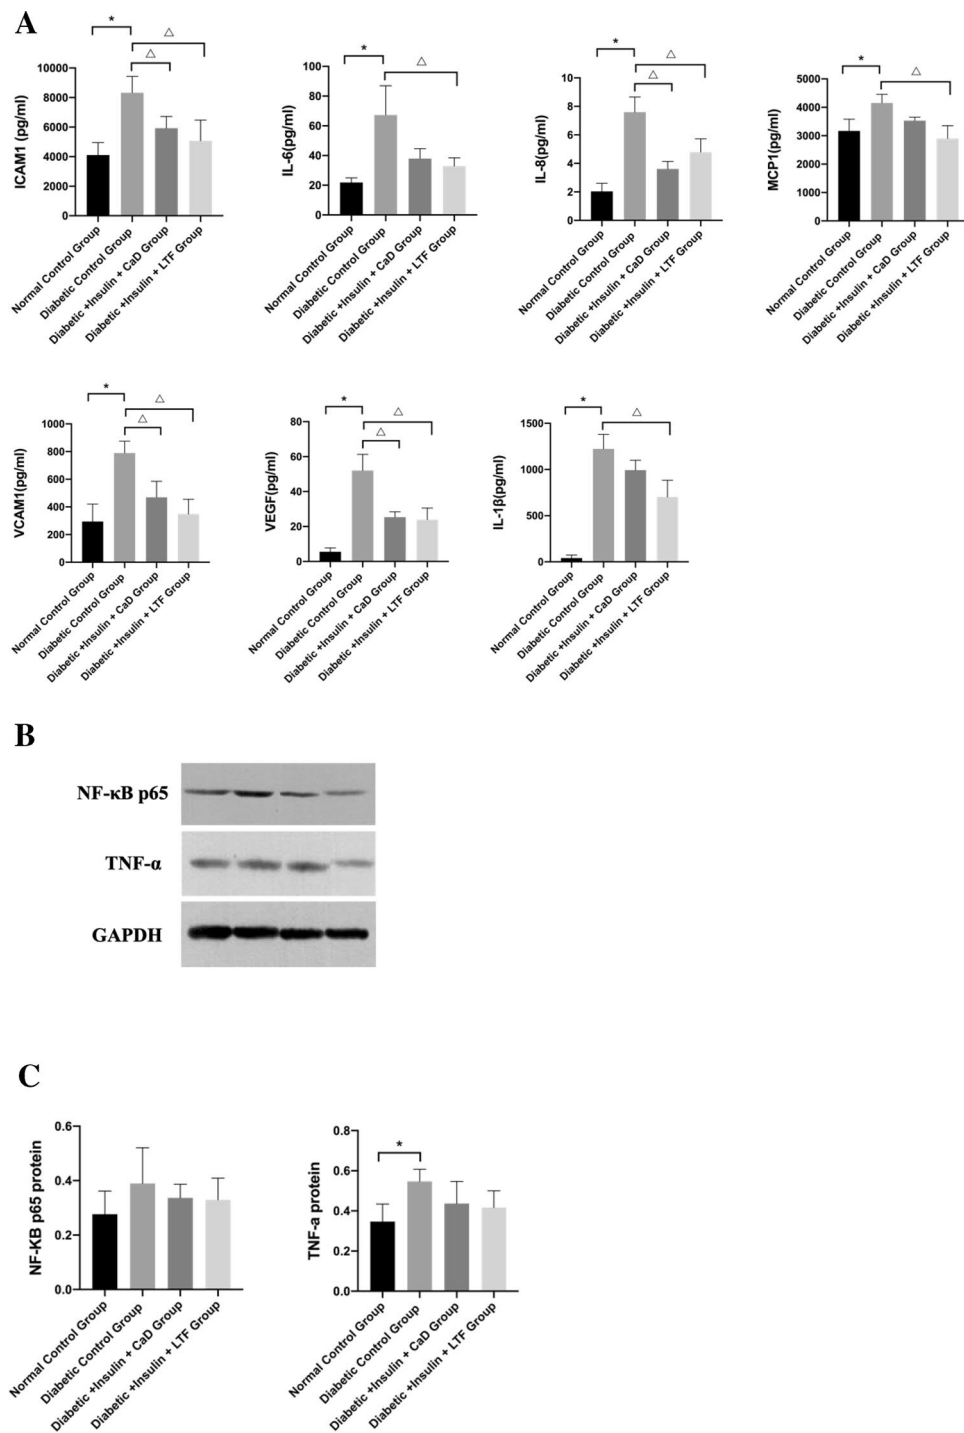 A
*
△
△
ICAM1 (pg/ml)
10000
8000
6000
4000
2000
0
Normal Control Group
Diabetic Control Group
Diabetic +Insulin + CaD Group
Diabetic +Insulin + LTF Group
*
△
IL-6(pg/ml)
100
80
60
40
20
0
Normal Control Group
Diabetic Control Group
Diabetic +Insulin + CaD Group
Diabetic +Insulin + LTF Group
*
△
△
IL-8(pg/ml)
10
8
6
4
2
0
Normal Control Group
Diabetic Control Group
Diabetic +Insulin + CaD Group
Diabetic +Insulin + LTF Group
*
△
MCP1(pg/ml)
5000
4000
3000
2000
1000
0
Normal Control Group
Diabetic Control Group
Diabetic +Insulin + CaD Group
Diabetic +Insulin + LTF Group
*
△
△
VCAM1(pg/ml)
1000
800
600
400
200
0
Normal Control Group
Diabetic Control Group
Diabetic +Insulin + CaD Group
Diabetic +Insulin + LTF Group
*
△
△
VEGF(pg/ml)
80
60
40
20
0
Normal Control Group
Diabetic Control Group
Diabetic +Insulin + CaD Group
Diabetic +Insulin + LTF Group
*
△
IL-1β(pg/ml)
1500
1000
500
0
Normal Control Group
Diabetic Control Group
Diabetic +Insulin + CaD Group
Diabetic +Insulin + LTF Group
B
NF-κB p65
TNF-α
GAPDH
C
NF-KB p65 protein
0.6
0.4
0.2
0.0
Normal Control Group
Diabetic Control Group
Diabetic +Insulin + CaD Group
Diabetic +Insulin + LTF Group
*
TNF-a protein
0.8
0.6
0.4
0.2
0.0
Normal Control Group
Diabetic Control Group
Diabetic +Insulin + CaD Group
Diabetic +Insulin + LTF Group